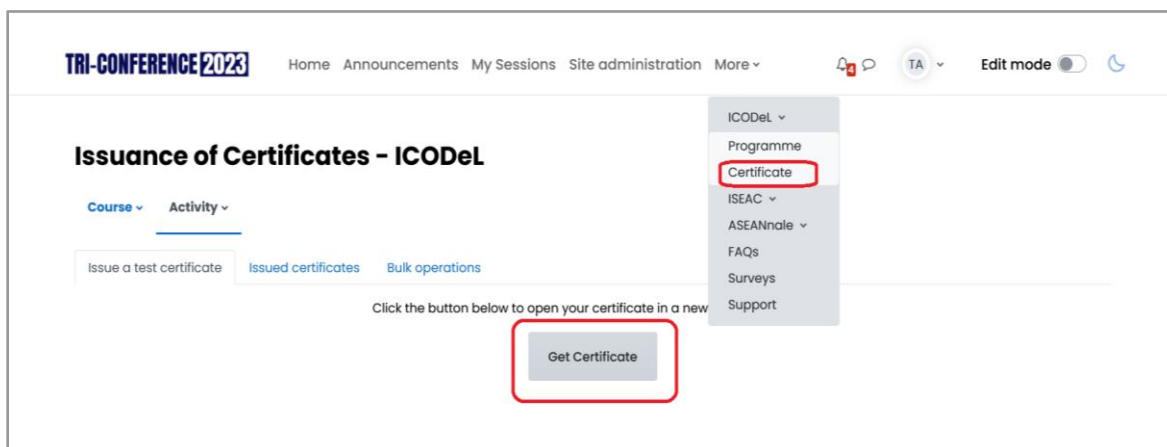 TRI-CONFERENCE 2023 Home Announcements My Sessions Site administration More 4 TA Edit mode
ICODeL
Programme
Certificate
ISEAC
ASEANnale
FAQs
Surveys
Support
Issuance of Certificates - ICODeL
Course Activity
Issue a test certificate Issued certificates Bulk operations
Click the button below to open your certificate in a new
Get Certificate